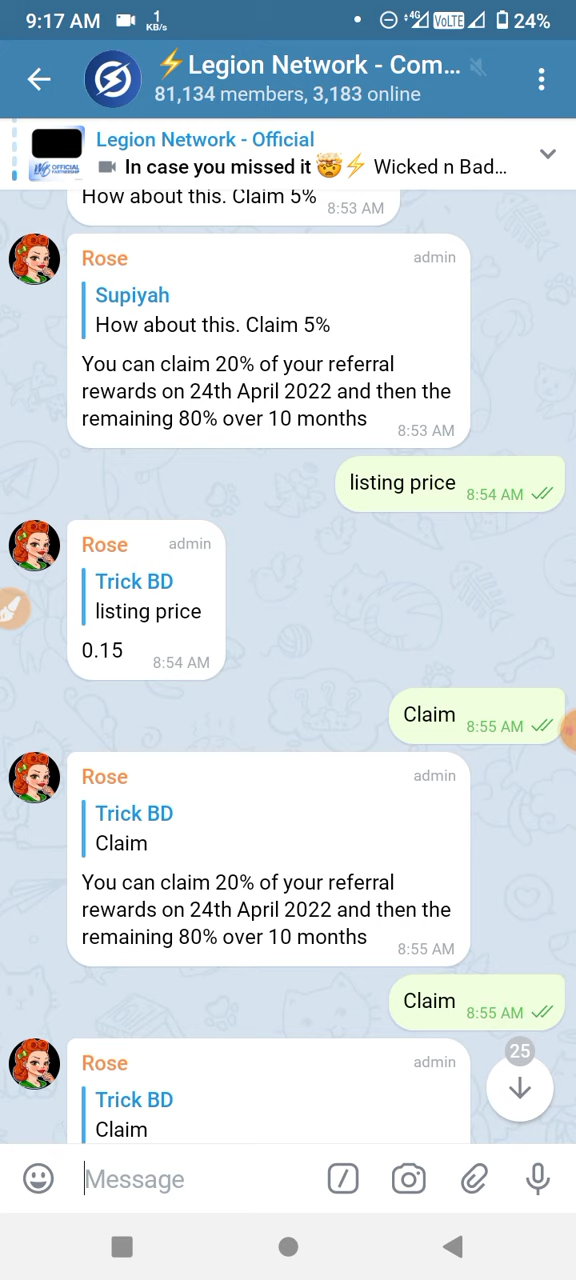 9:17 AM 1 KB/s 4G VoLTE 24%
⚡Legion Network - Com...
81,134 members, 3,183 online
Legion Network - Official
In case you missed it 🤯⚡ Wicked n Bad...
OFFICIAL
How about this. Claim 5% 8:53 AM
Rose admin
Supiyah
How about this. Claim 5%
You can claim 20% of your referral
rewards on 24th April 2022 and then the
remaining 80% over 10 months 8:53 AM
listing price 8:54 AM
Rose admin
Trick BD
listing price
0.15 8:54 AM
Claim 8:55 AM
Rose admin
Trick BD
Claim
You can claim 20% of your referral
rewards on 24th April 2022 and then the
remaining 80% over 10 months 8:55 AM
Claim 8:55 AM
Rose admin
25
Trick BD
Claim
Message